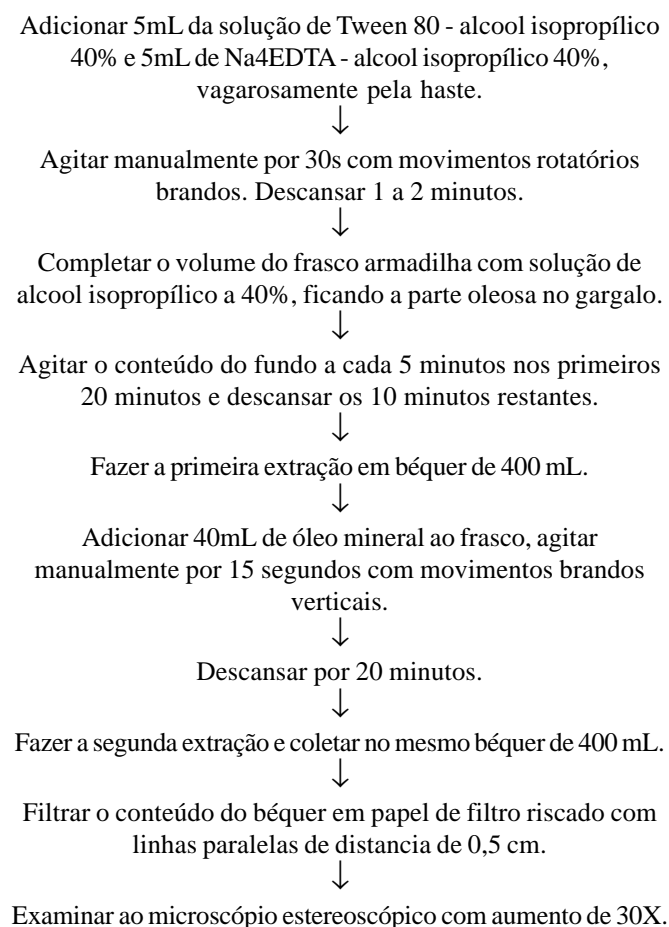 Adicionar 5mL da solução de Tween 80 - alcool isopropílico
40% e 5mL de Na4EDTA - alcool isopropílico 40%,
vagarosamente pela haste.
↓
Agitar manualmente por 30s com movimentos rotatórios
brandos. Descansar 1 a 2 minutos.
↓
Completar o volume do frasco armadilha com solução de
alcool isopropílico a 40%, ficando a parte oleosa no gargalo.
↓
Agitar o conteúdo do fundo a cada 5 minutos nos primeiros
20 minutos e descansar os 10 minutos restantes.
↓
Fazer a primeira extração em béquer de 400 mL.
↓
Adicionar 40mL de óleo mineral ao frasco, agitar
manualmente por 15 segundos com movimentos brandos
verticais.
↓
Descansar por 20 minutos.
↓
Fazer a segunda extração e coletar no mesmo béquer de 400 mL.
↓
Filtrar o conteúdo do béquer em papel de filtro riscado com
linhas paralelas de distancia de 0,5 cm.
↓
Examinar ao microscópio estereoscópico com aumento de 30X.